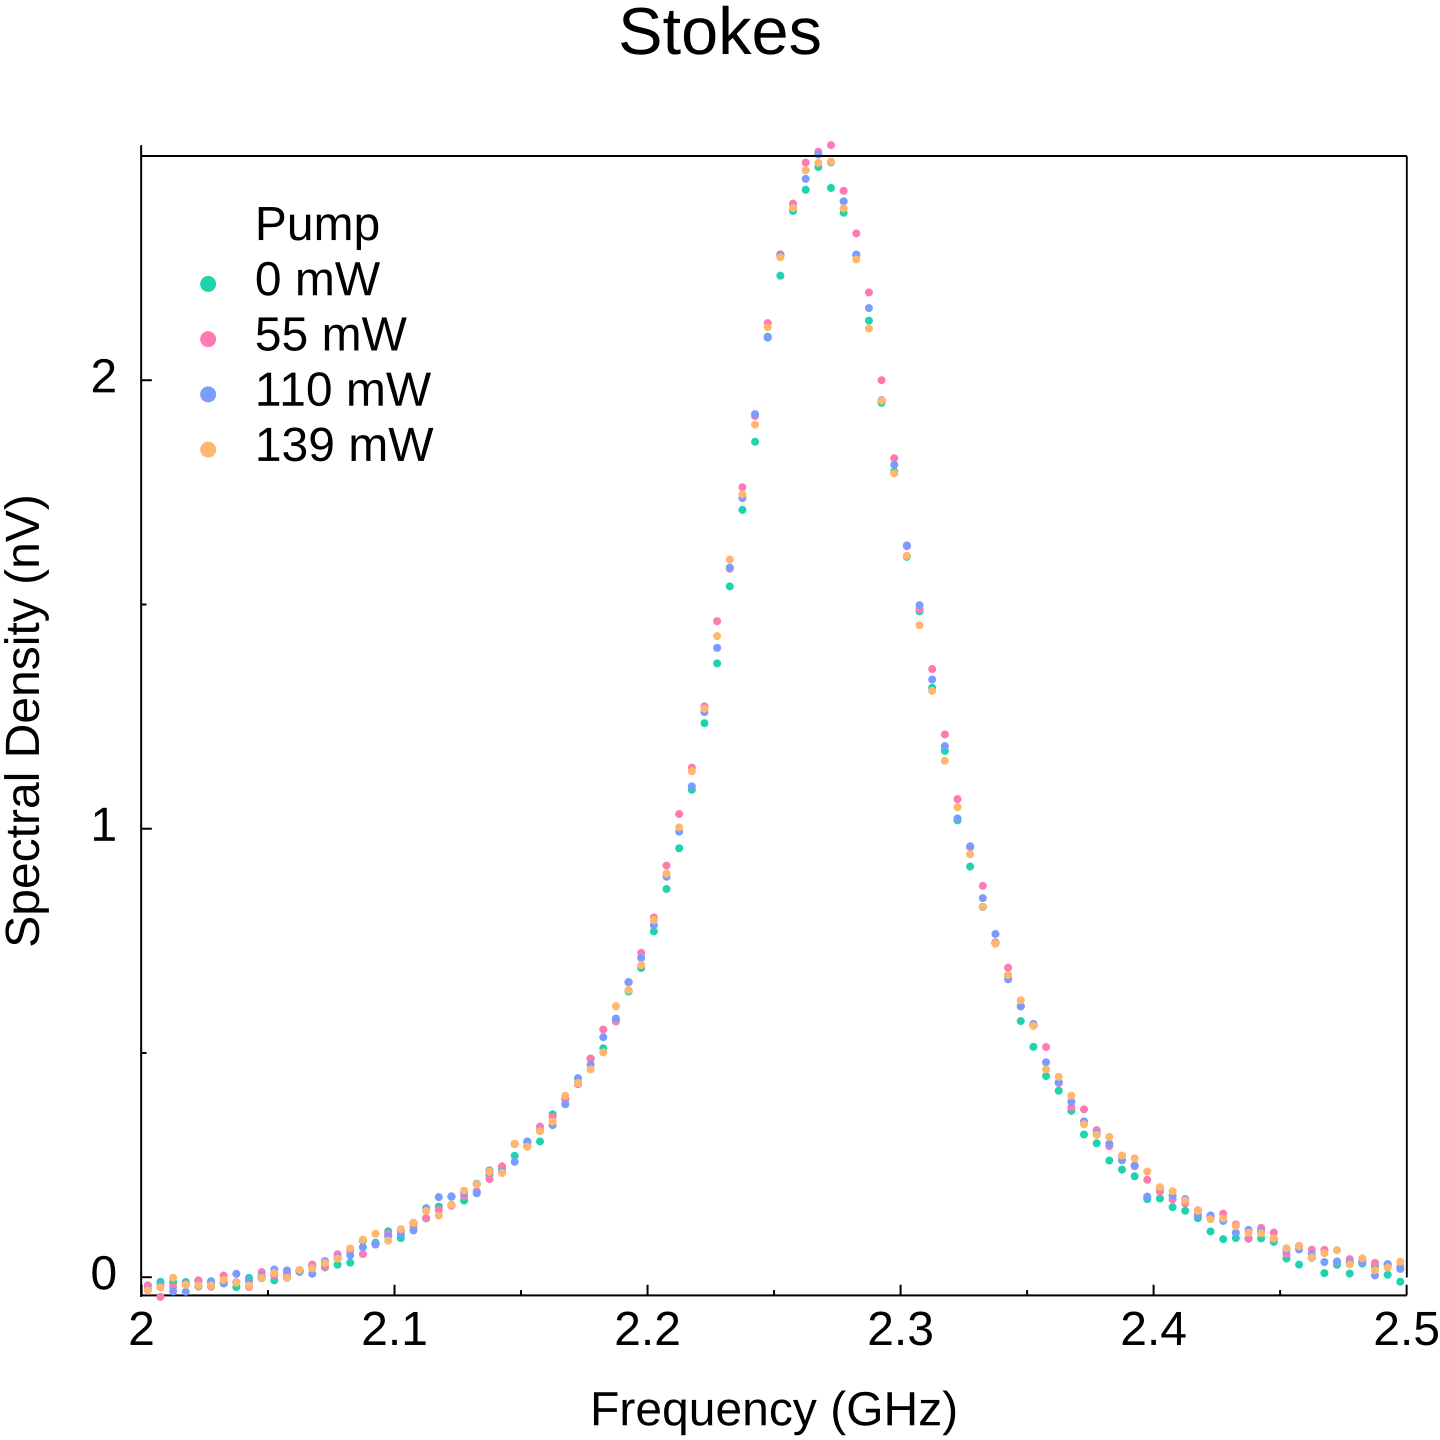 Stokes
Pump
0 mW
55 mW
110 mW
139 mW
2
1
0
Spectral Density (nV)
2
2.1
2.2
2.3
2.4
2.5
Frequency (GHz)